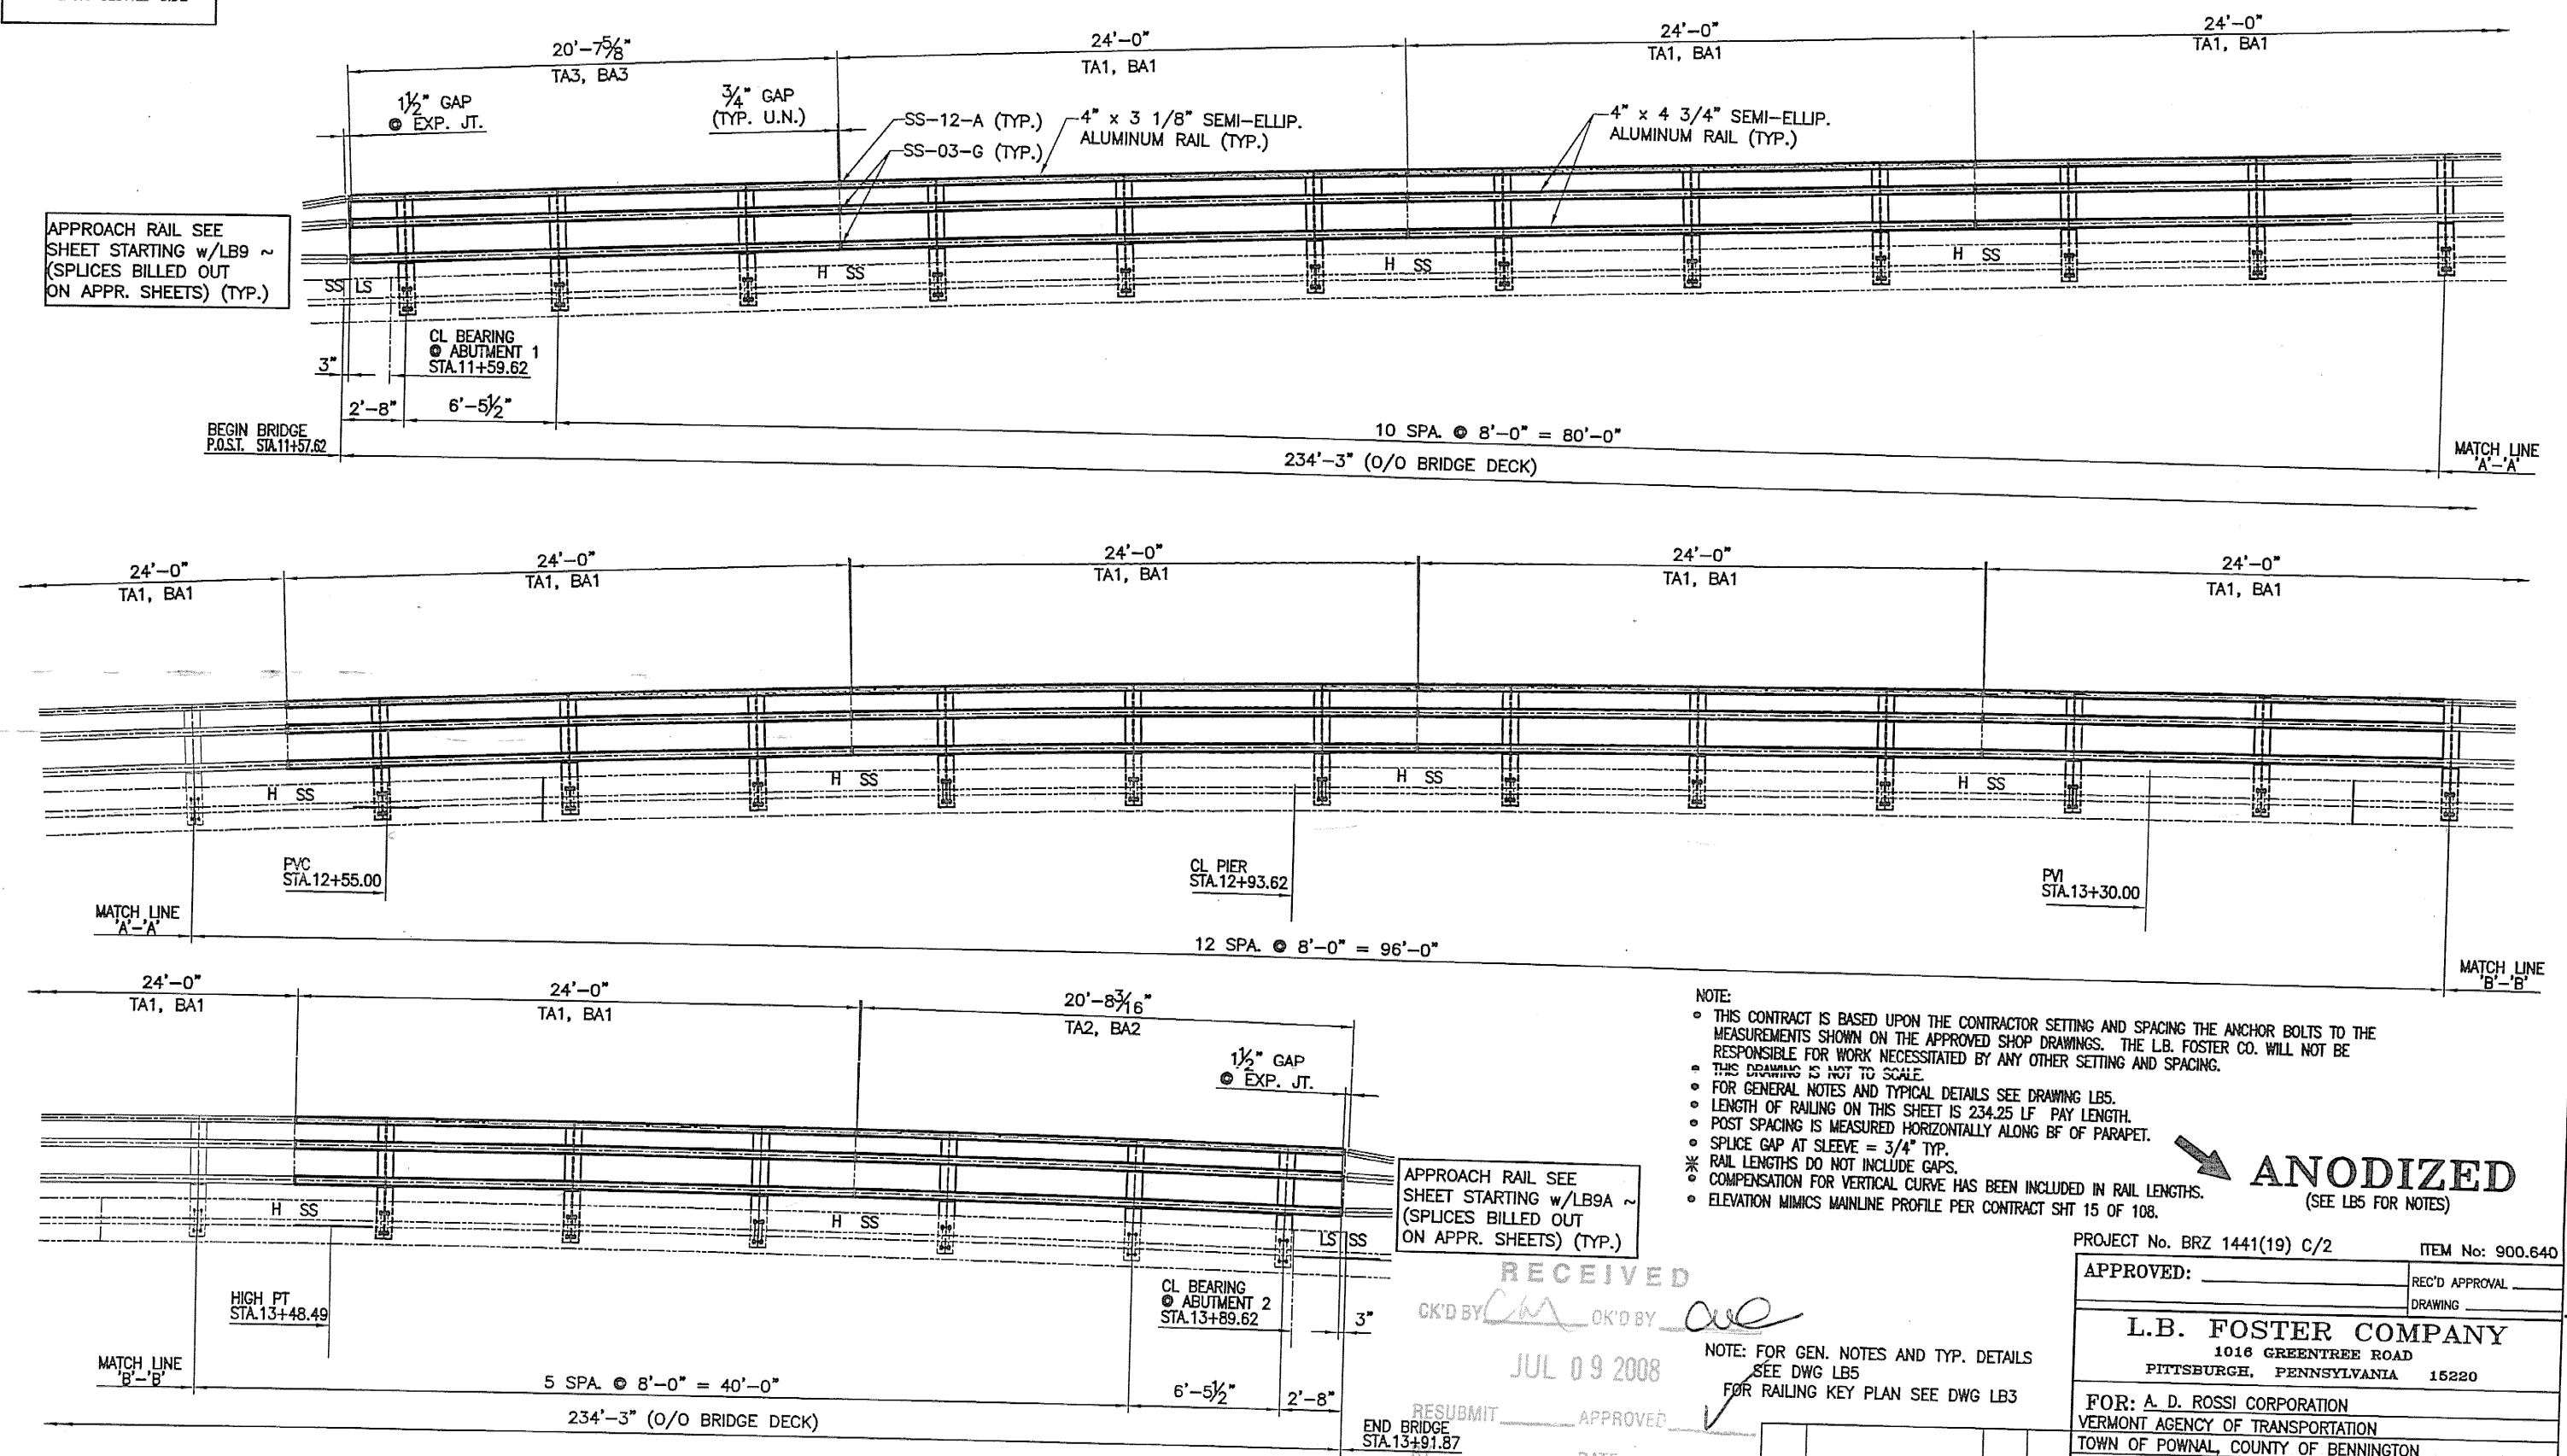 20'-7⅝"
TA3, BA3
24'-0"
TA1, BA1
24'-0"
TA1, BA1
24'-0"
TA1, BA1
1½" GAP
@ EXP. JT.
¾" GAP
(TYP. U.N.)
SS-12-A (TYP.)
SS-03-G (TYP.)
4" x 3 1/8" SEMI-ELLIP.
ALUMINUM RAIL (TYP.)
4" x 4 3/4" SEMI-ELLIP.
ALUMINUM RAIL (TYP.)
APPROACH RAIL SEE
SHEET STARTING w/LB9 ~
(SPLICES BILLED OUT
ON APPR. SHEETS) (TYP.)
SS LS
H SS
H SS
H SS
CL BEARING
@ ABUTMENT 1
STA.11+59.62
3"
2'-8"
6'-5½"
BEGIN BRIDGE
P.O.S.T. STA.11+57.62
10 SPA. @ 8'-0" = 80'-0"
234'-3" (O/O BRIDGE DECK)
MATCH LINE
'A'-'A'
24'-0"
TA1, BA1
24'-0"
TA1, BA1
24'-0"
TA1, BA1
24'-0"
TA1, BA1
24'-0"
TA1, BA1
H SS
H SS
H SS
H SS
PVC
STA.12+55.00
CL PIER
STA.12+93.62
PVI
STA.13+30.00
MATCH LINE
'A'-'A'
12 SPA. @ 8'-0" = 96'-0"
MATCH LINE
'B'-'B'
24'-0"
TA1, BA1
24'-0"
TA1, BA1
20'-8³⁄₁₆"
TA2, BA2
1½" GAP
@ EXP. JT.
H SS
H SS
LS SS
APPROACH RAIL SEE
SHEET STARTING w/LB9A ~
(SPLICES BILLED OUT
ON APPR. SHEETS) (TYP.)
HIGH PT
STA.13+48.49
CL BEARING
@ ABUTMENT 2
STA.13+89.62
3"
MATCH LINE
'B'-'B'
5 SPA. @ 8'-0" = 40'-0"
6'-5½"
2'-8"
234'-3" (O/O BRIDGE DECK)
END BRIDGE
STA.13+91.87
NOTE:
THIS CONTRACT IS BASED UPON THE CONTRACTOR SETTING AND SPACING THE ANCHOR BOLTS TO THE
MEASUREMENTS SHOWN ON THE APPROVED SHOP DRAWINGS. THE L.B. FOSTER CO. WILL NOT BE
RESPONSIBLE FOR WORK NECESSITATED BY ANY OTHER SETTING AND SPACING.
THIS DRAWING IS NOT TO SCALE.
FOR GENERAL NOTES AND TYPICAL DETAILS SEE DRAWING LB5.
LENGTH OF RAILING ON THIS SHEET IS 234.25 LF PAY LENGTH.
POST SPACING IS MEASURED HORIZONTALLY ALONG BF OF PARAPET.
SPLICE GAP AT SLEEVE = 3/4" TYP.
RAIL LENGTHS DO NOT INCLUDE GAPS.
COMPENSATION FOR VERTICAL CURVE HAS BEEN INCLUDED IN RAIL LENGTHS.
ELEVATION MIMICS MAINLINE PROFILE PER CONTRACT SHT 15 OF 108.
ANODIZED
(SEE LB5 FOR NOTES)
RECEIVED
CK'D BY OK'D BY
JUL 09 2008
RESUBMIT APPROVED
NOTE: FOR GEN. NOTES AND TYP. DETAILS
SEE DWG LB5
FOR RAILING KEY PLAN SEE DWG LB3
PROJECT No. BRZ 1441(19) C/2
ITEM No: 900.640
APPROVED:
REC'D APPROVAL
DRAWING
L.B. FOSTER COMPANY
1016 GREENTREE ROAD
PITTSBURGH, PENNSYLVANIA 15220
FOR: A. D. ROSSI CORPORATION
VERMONT AGENCY OF TRANSPORTATION
TOWN OF POWNAL, COUNTY OF BENNINGTON